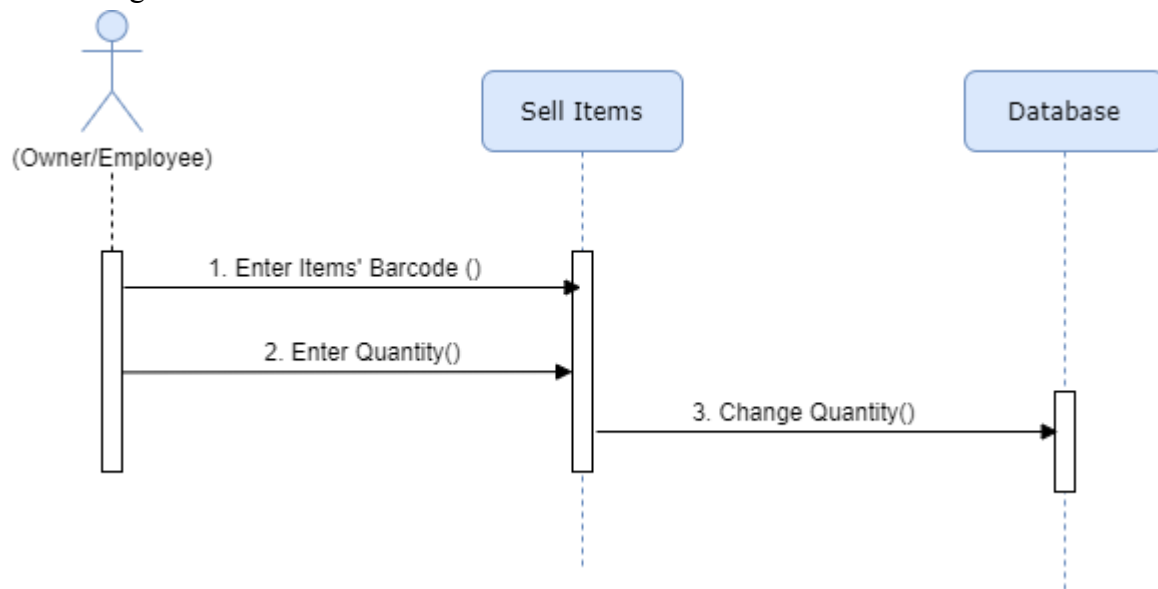 (Owner/Employee)
Sell Items
Database
1. Enter Items' Barcode ()
2. Enter Quantity()
3. Change Quantity()